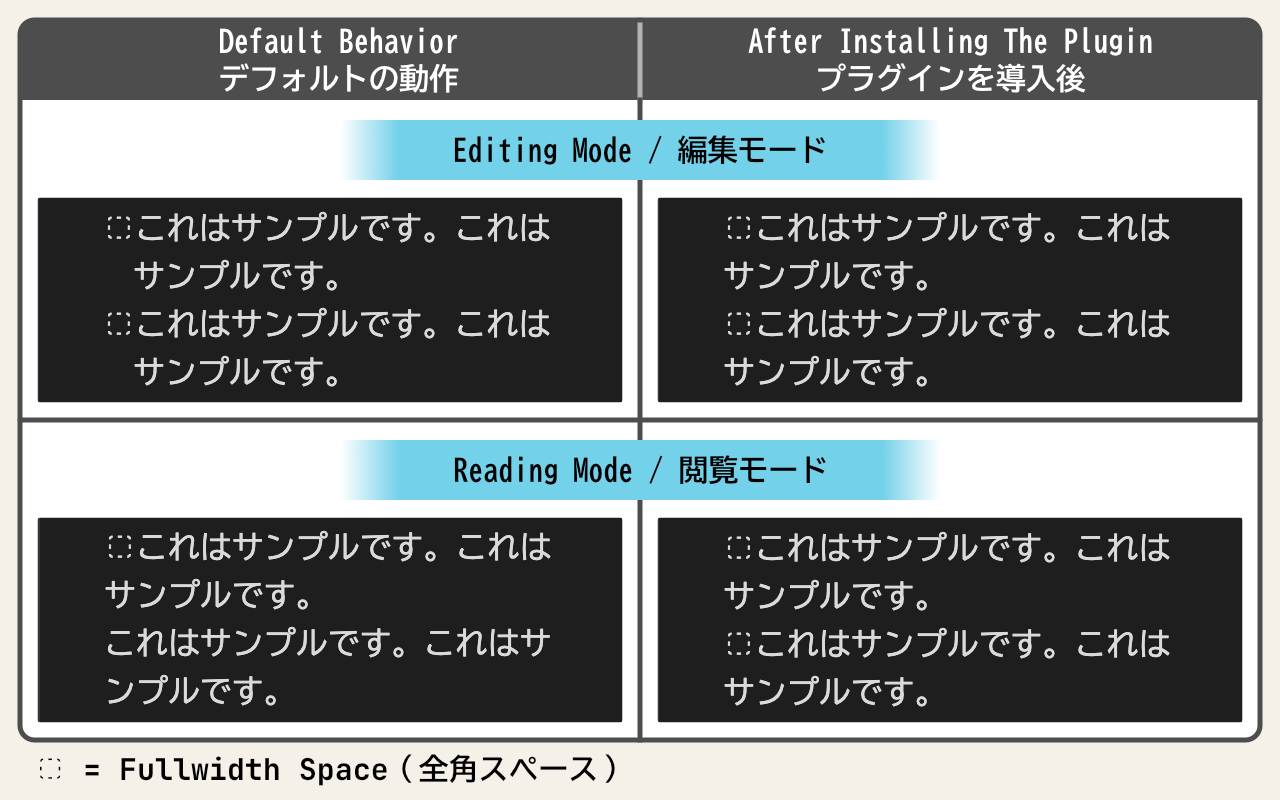 Default Behavior
デフォルトの動作
After Installing The Plugin
プラグインを導入後
Editing Mode / 編集モード
⬚これはサンプルです。これは
サンプルです。
⬚これはサンプルです。これは
サンプルです。
⬚これはサンプルです。これは
サンプルです。
⬚これはサンプルです。これは
サンプルです。
Reading Mode / 閲覧モード
⬚これはサンプルです。これは
サンプルです。
これはサンプルです。これはサ
ンプルです。
⬚これはサンプルです。これは
サンプルです。
⬚これはサンプルです。これは
サンプルです。
⬚ = Fullwidth Space（全角スペース）